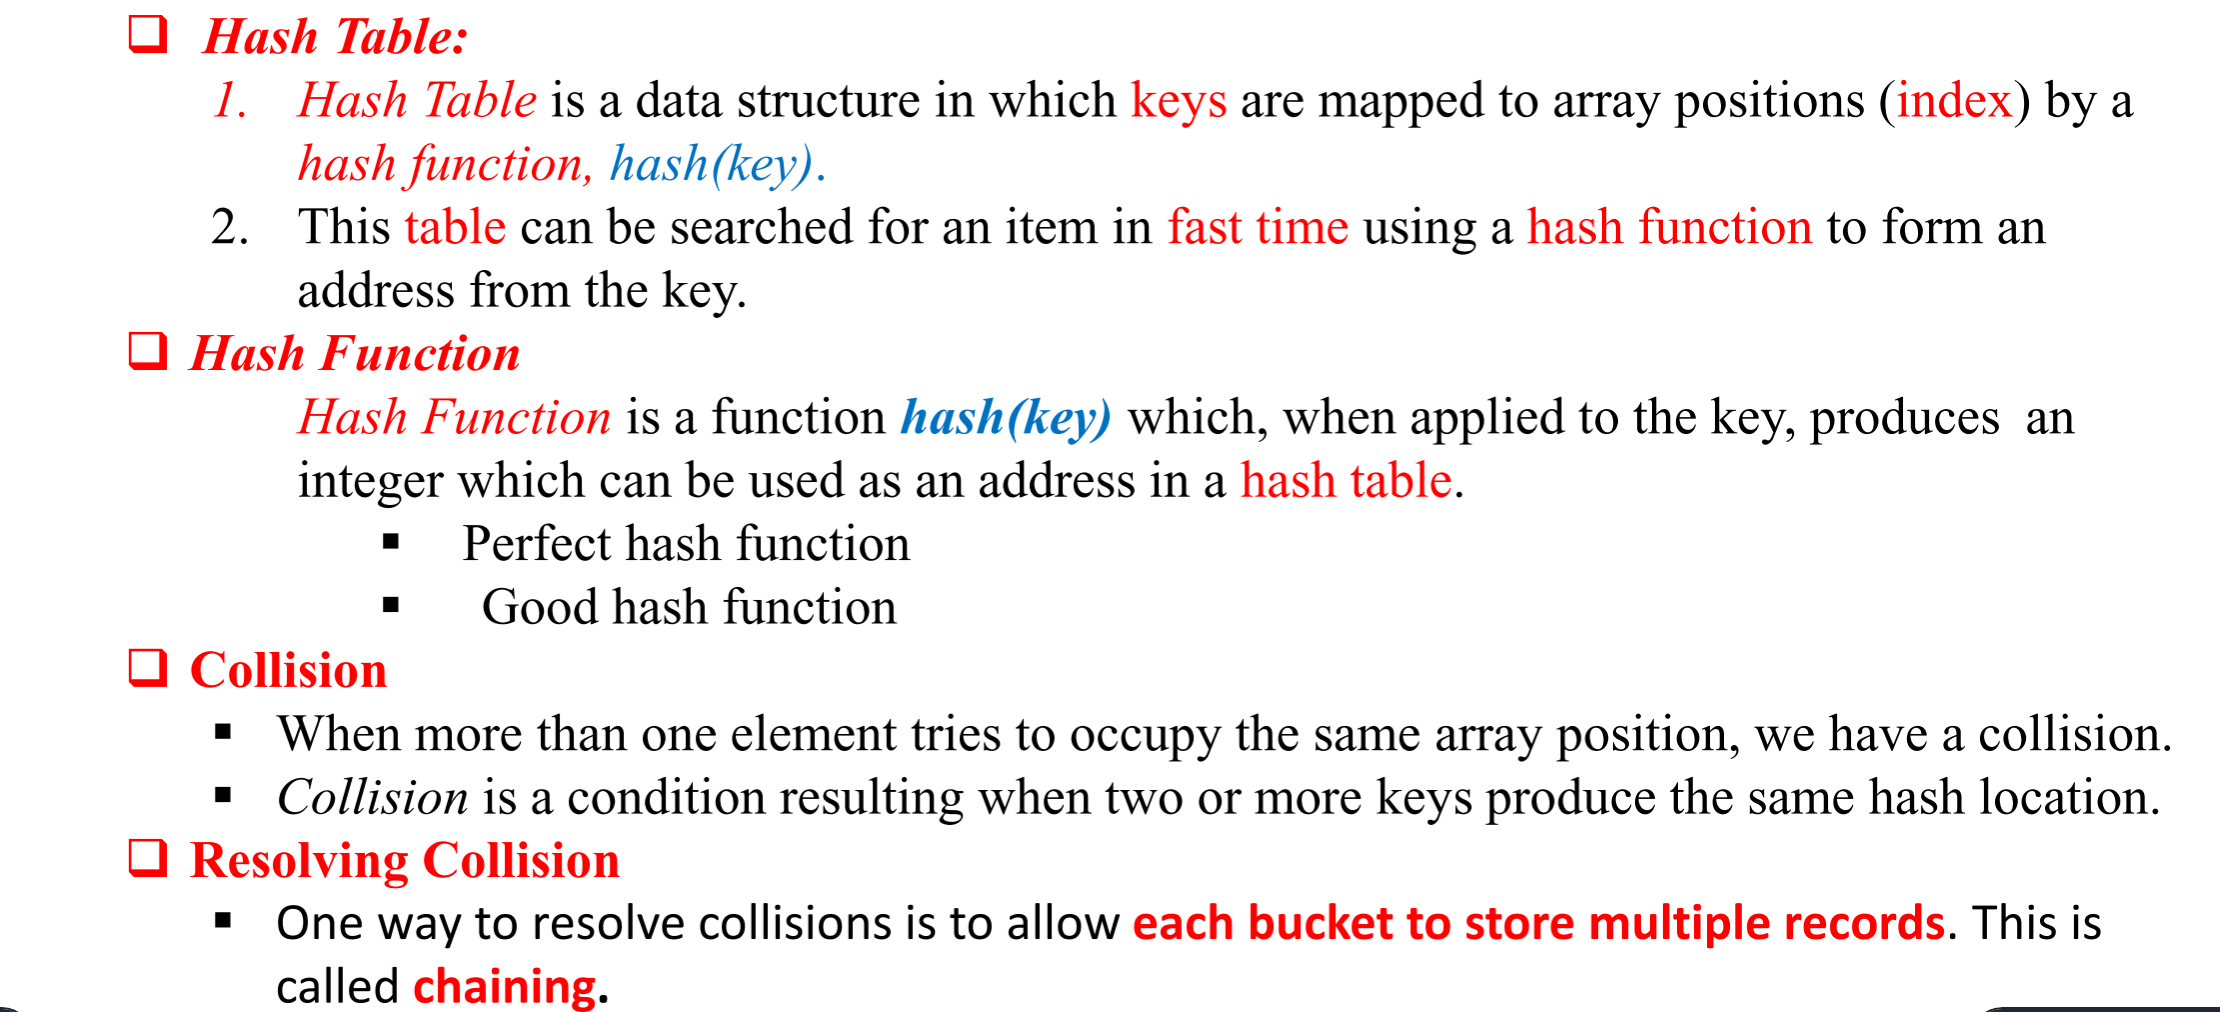 Hash Table:
1. Hash Table is a data structure in which keys are mapped to array positions (index) by a
hash function, hash(key).
2. This table can be searched for an item in fast time using a hash function to form an
address from the key.
Hash Function
Hash Function is a function hash(key) which, when applied to the key, produces an
integer which can be used as an address in a hash table.
▪ Perfect hash function
▪ Good hash function
Collision
▪ When more than one element tries to occupy the same array position, we have a collision.
▪ Collision is a condition resulting when two or more keys produce the same hash location.
Resolving Collision
▪ One way to resolve collisions is to allow each bucket to store multiple records. This is
called chaining.